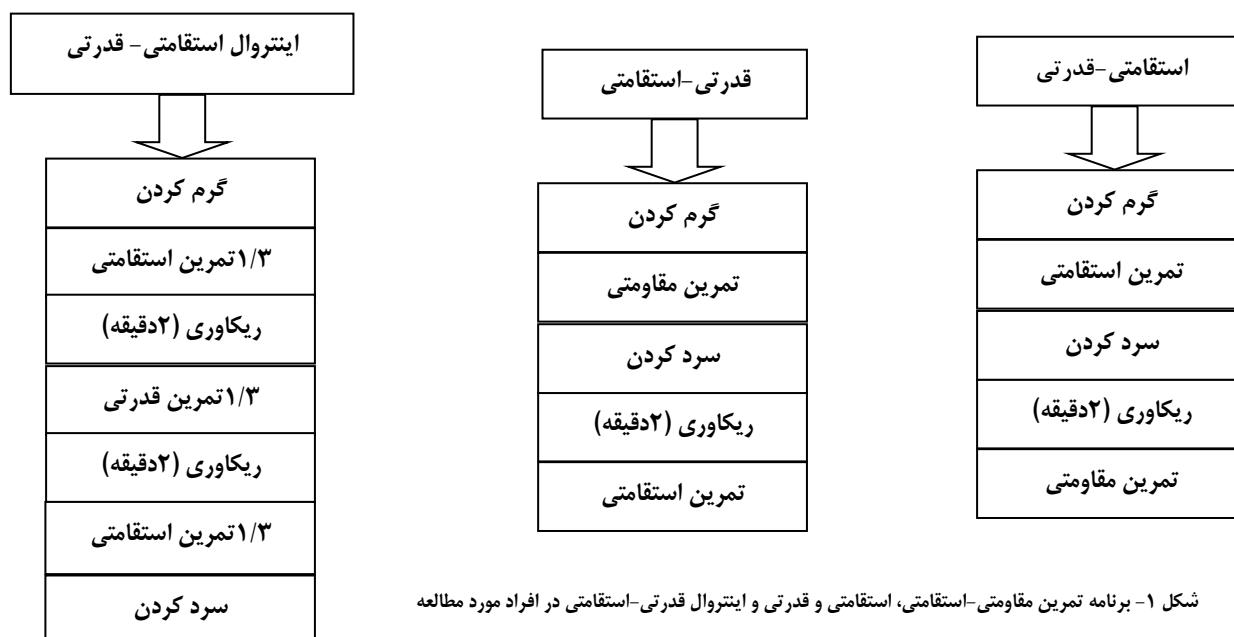 استقامتی-قدرتی
گرم کردن
تمرین استقامتی
سرد کردن
ریکاوری (۲دقیقه)
تمرین مقاومتی
قدرتی-استقامتی
گرم کردن
تمرین مقاومتی
سرد کردن
ریکاوری (۲دقیقه)
تمرین استقامتی
اینتروال استقامتی- قدرتی
گرم کردن
۱/۳تمرین استقامتی
ریکاوری (۲دقیقه)
۱/۳تمرین قدرتی
ریکاوری (۲دقیقه)
۱/۳تمرین استقامتی
سرد کردن
شکل ۱- برنامه تمرین مقاومتی-استقامتی، استقامتی و قدرتی و اینتروال قدرتی-استقامتی در افراد مورد مطالعه